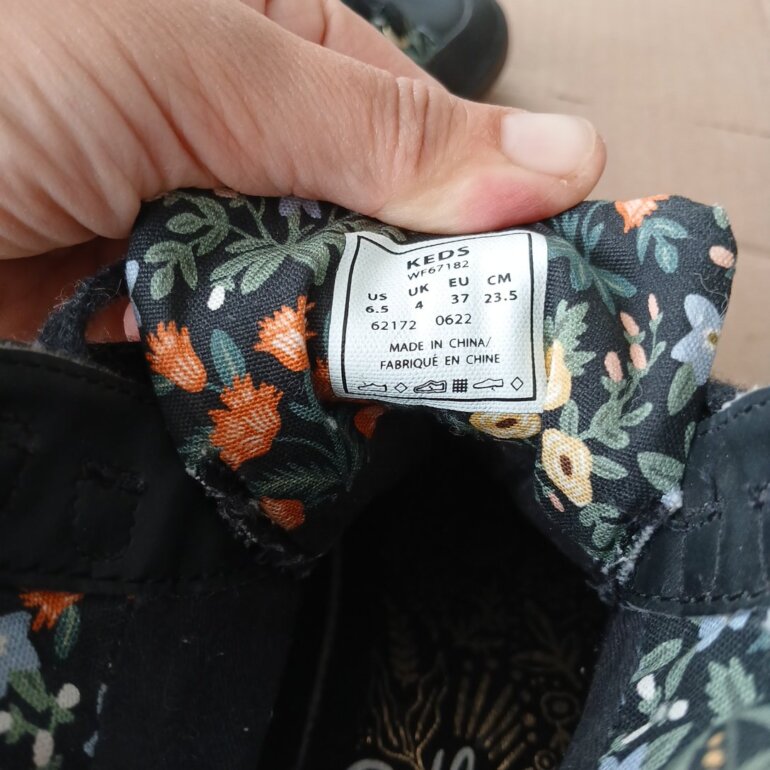 KEDS
WF67182
US UK EU CM
6.5 4 37 23.5
62172 0622
MADE IN CHINA/
FABRIQUÉ EN CHINE